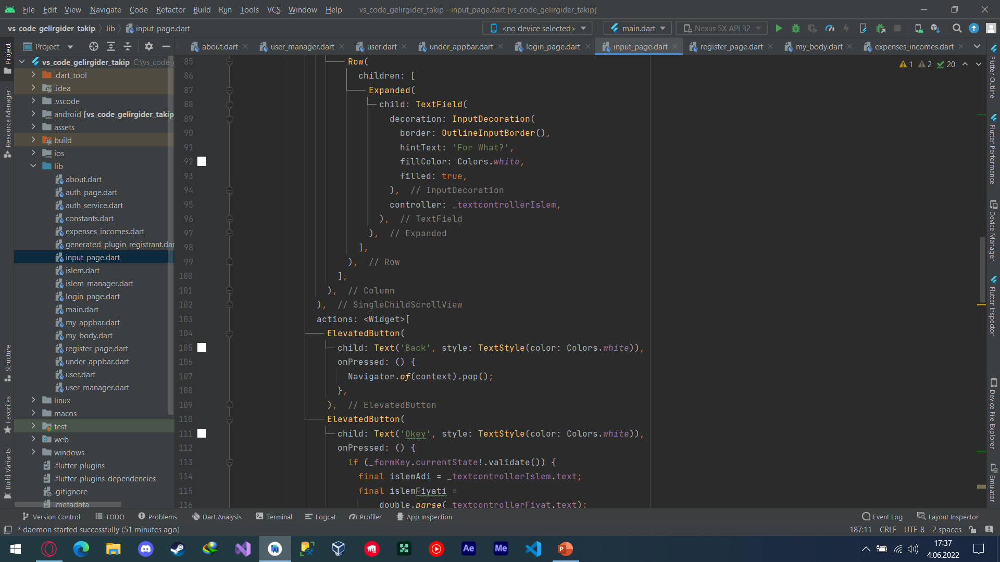 File Edit View Navigate Code Refactor Build Run Tools VCS Window Help vs_code_gelirgider_takip - input_page.dart [vs_code_gelirgider_takip]
vs_code_gelirgider_takip lib input_page.dart <no device selected> main.dart Nexus 5X API 32
Project about.dart user_manager.dart user.dart under_appbar.dart login_page.dart input_page.dart register_page.dart my_body.dart expenses_incomes.dart
1 2 20
Project
Resource Manager
Structure
Favorites
Build Variants
vs_code_gelirgider_takip C:\vs_code_
.dart_tool
.idea
.vscode
android [vs_code_gelirgider_takip
assets
build
ios
lib
about.dart
auth_page.dart
auth_service.dart
constants.dart
expenses_incomes.dart
generated_plugin_registrant.dar
input_page.dart
islem.dart
islem_manager.dart
login_page.dart
main.dart
my_appbar.dart
my_body.dart
register_page.dart
under_appbar.dart
user.dart
user_manager.dart
linux
macos
test
web
windows
.flutter-plugins
.flutter-plugins-dependencies
.gitignore
.metadata
85 Row(
86 children: [
87 Expanded(
88 child: TextField(
89 decoration: InputDecoration(
90 border: OutlineInputBorder(),
91 hintText: 'For What?',
92 fillColor: Colors.white,
93 filled: true,
94 ), // InputDecoration
95 controller: _textcontrollerIslem,
96 ), // TextField
97 ), // Expanded
98 ],
99 ), // Row
100 ],
101 ), // Column
102 ), // SingleChildScrollView
103 actions: <Widget>[
104 ElevatedButton(
105 child: Text('Back', style: TextStyle(color: Colors.white)),
106 onPressed: () {
107 Navigator.of(context).pop();
108 },
109 ), // ElevatedButton
110 ElevatedButton(
111 child: Text('Okey', style: TextStyle(color: Colors.white)),
112 onPressed: () {
113 if (_formKey.currentState!.validate()) {
114 final islemAdi = _textcontrollerIslem.text;
115 final islemFiyati =
116 double.parse(_textcontrollerFiyat.text);
Flutter Outline
Flutter Performance
Device Manager
Flutter Inspector
Device File Explorer
Emulator
Version Control TODO Problems Dart Analysis Terminal Logcat Profiler App Inspection Event Log Layout Inspector
* daemon started successfully (51 minutes ago) 187:11 CRLF UTF-8 2 spaces
Ae Me P
17:37
4.06.2022